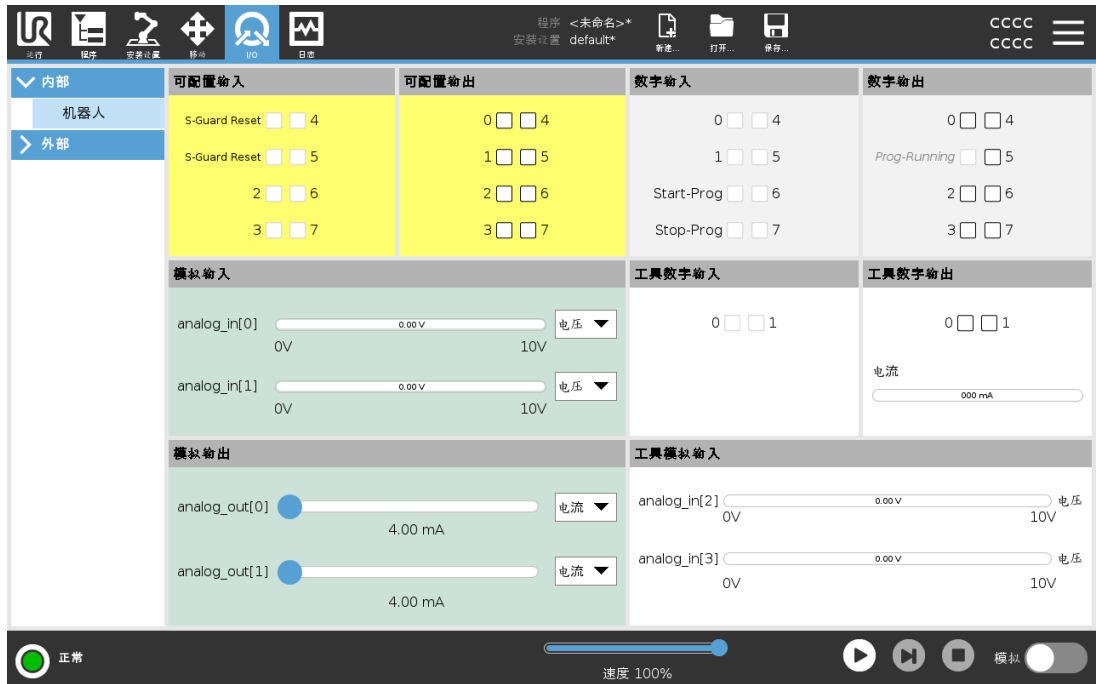 UR
运行 程序 安装设置 移动 I/O 日志
程序 <未命名>*
安装设置 default*
新建... 打开... 保存...
CCCC
CCCC
内部
机器人
外部
可配置输入
S-Guard Reset 4
S-Guard Reset 5
2 6
3 7
可配置输出
0 4
1 5
2 6
3 7
数字输入
0 4
1 5
Start-Prog 6
Stop-Prog 7
数字输出
0 4
Prog-Running 5
2 6
3 7
模拟输入
analog_in[0] 0.00 V 电压
0V 10V
analog_in[1] 0.00 V 电压
0V 10V
工具数字输入
0 1
工具数字输出
0 1
电流
000 mA
模拟输出
analog_out[0] 电流
4.00 mA
analog_out[1] 电流
4.00 mA
工具模拟输入
analog_in[2] 0.00 V 电压
0V 10V
analog_in[3] 0.00 V 电压
0V 10V
正常
速度 100%
模拟